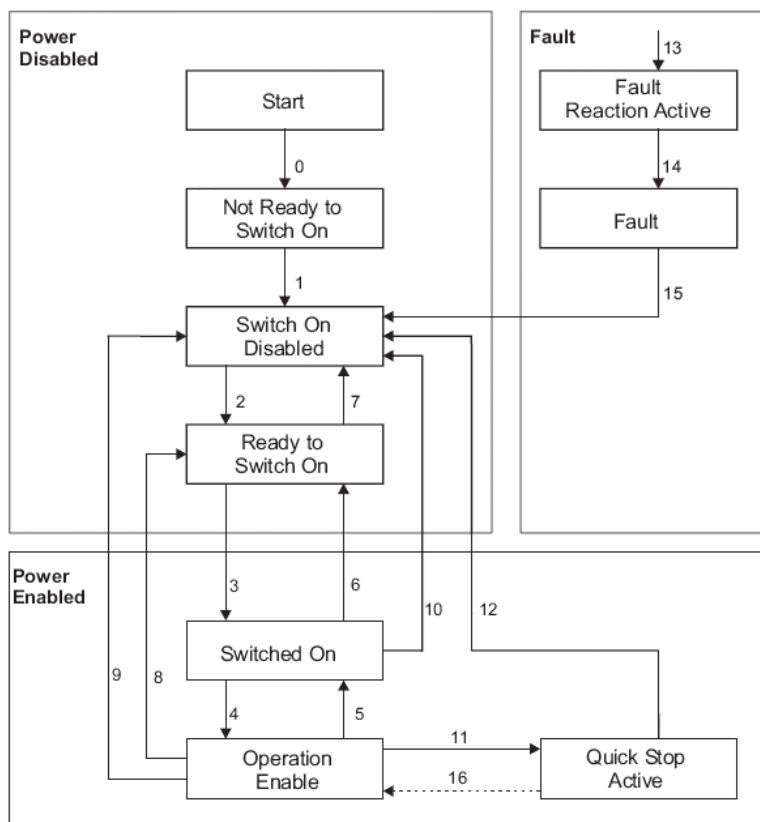 Power
Disabled
Start
0
Not Ready to
Switch On
1
Switch On
Disabled
2
7
Ready to
Switch On
Fault
13
Fault
Reaction Active
14
Fault
15
Power
Enabled
3
6
10
12
Switched On
9
8
4
5
11
Operation
Enable
16
Quick Stop
Active